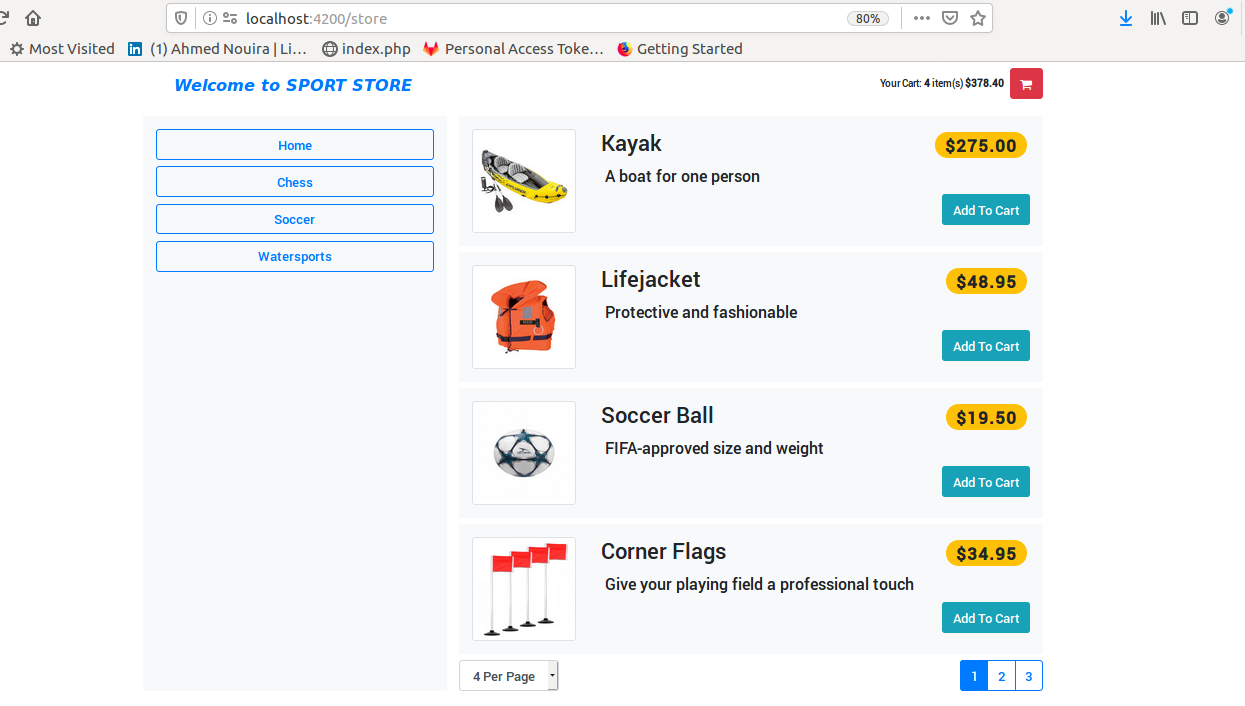 localhost:4200/store
80%
Most Visited
(1) Ahmed Nouira | Li...
index.php
Personal Access Toke...
Getting Started
Welcome to SPORT STORE
Your Cart: 4 item(s) $378.40
Home
Chess
Soccer
Watersports
Kayak
$275.00
A boat for one person
Add To Cart
Lifejacket
$48.95
Protective and fashionable
Add To Cart
Soccer Ball
$19.50
FIFA-approved size and weight
Add To Cart
Corner Flags
$34.95
Give your playing field a professional touch
Add To Cart
4 Per Page
1 2 3